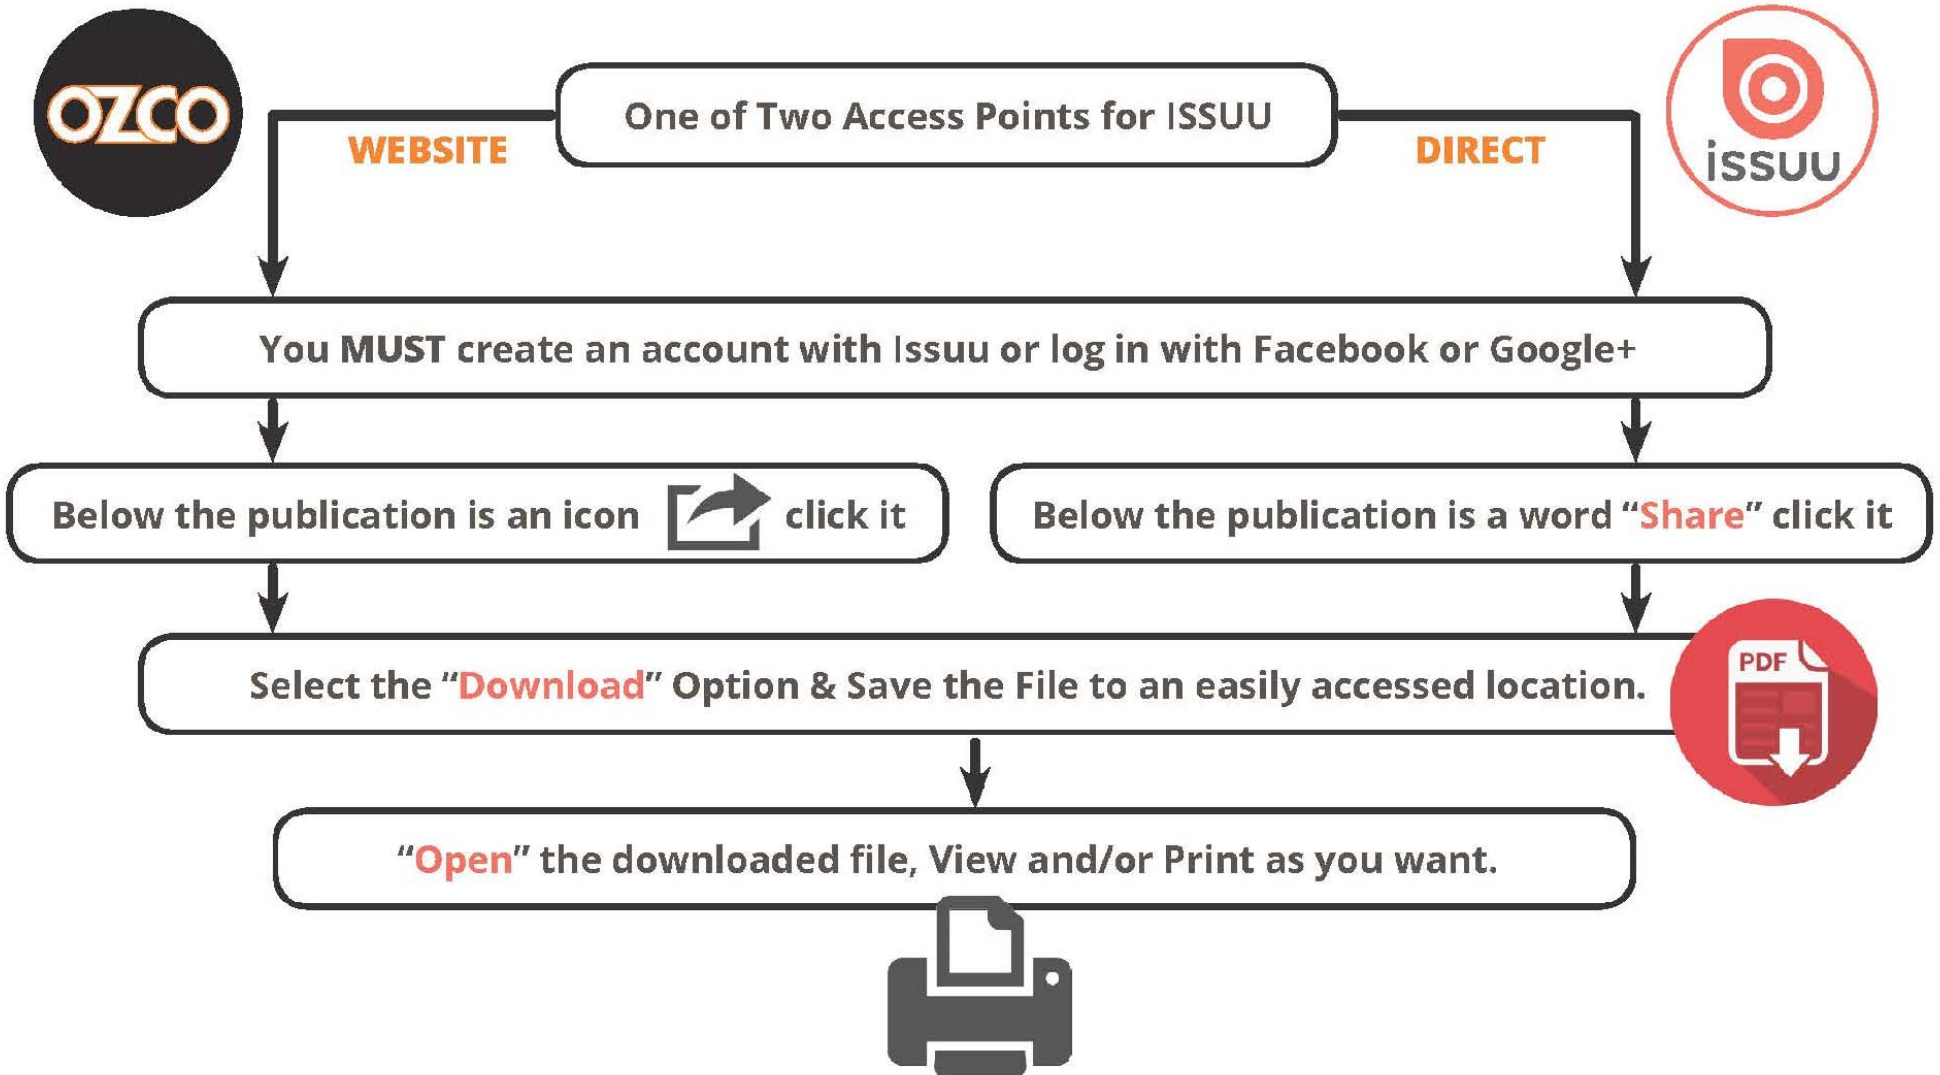 OZCO
One of Two Access Points for ISSUU
issuu
WEBSITE
DIRECT
You MUST create an account with Issuu or log in with Facebook or Google+
Below the publication is an icon click it
Below the publication is a word “Share” click it
Select the “Download” Option & Save the File to an easily accessed location.
PDF
“Open” the downloaded file, View and/or Print as you want.